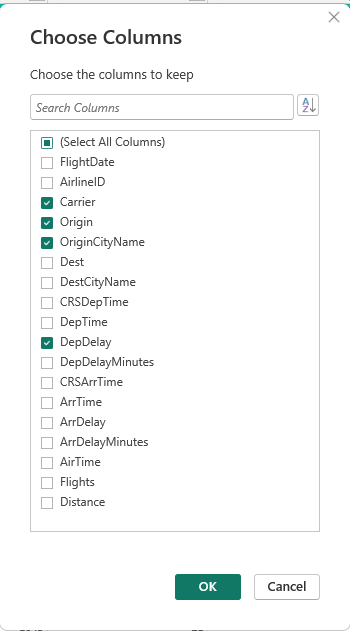 Choose Columns
Choose the columns to keep
Search Columns
(Select All Columns)
FlightDate
AirlineID
Carrier
Origin
OriginCityName
Dest
DestCityName
CRSDepTime
DepTime
DepDelay
DepDelayMinutes
CRSArrTime
ArrTime
ArrDelay
ArrDelayMinutes
AirTime
Flights
Distance
OK Cancel